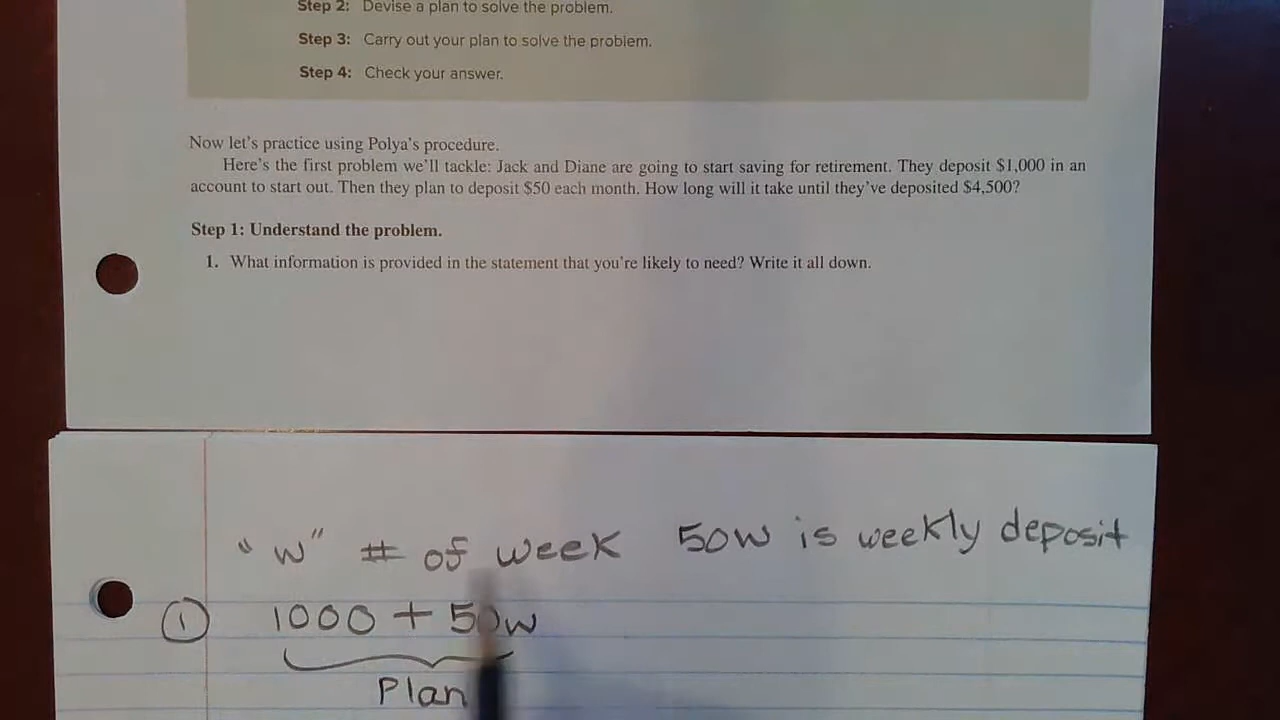 Step 2: Devise a plan to solve the problem.
Step 3: Carry out your plan to solve the problem.
Step 4: Check your answer.
Now let's practice using Polya's procedure.
Here's the first problem we'll tackle: Jack and Diane are going to start saving for retirement. They deposit $1,000 in an
account to start out. Then they plan to deposit $50 each month. How long will it take until they've deposited $4,500?
Step 1: Understand the problem.
1. What information is provided in the statement that you're likely to need? Write it all down.
"w" # of week 50w is weekly deposit
1 1000 + 50w
Plan